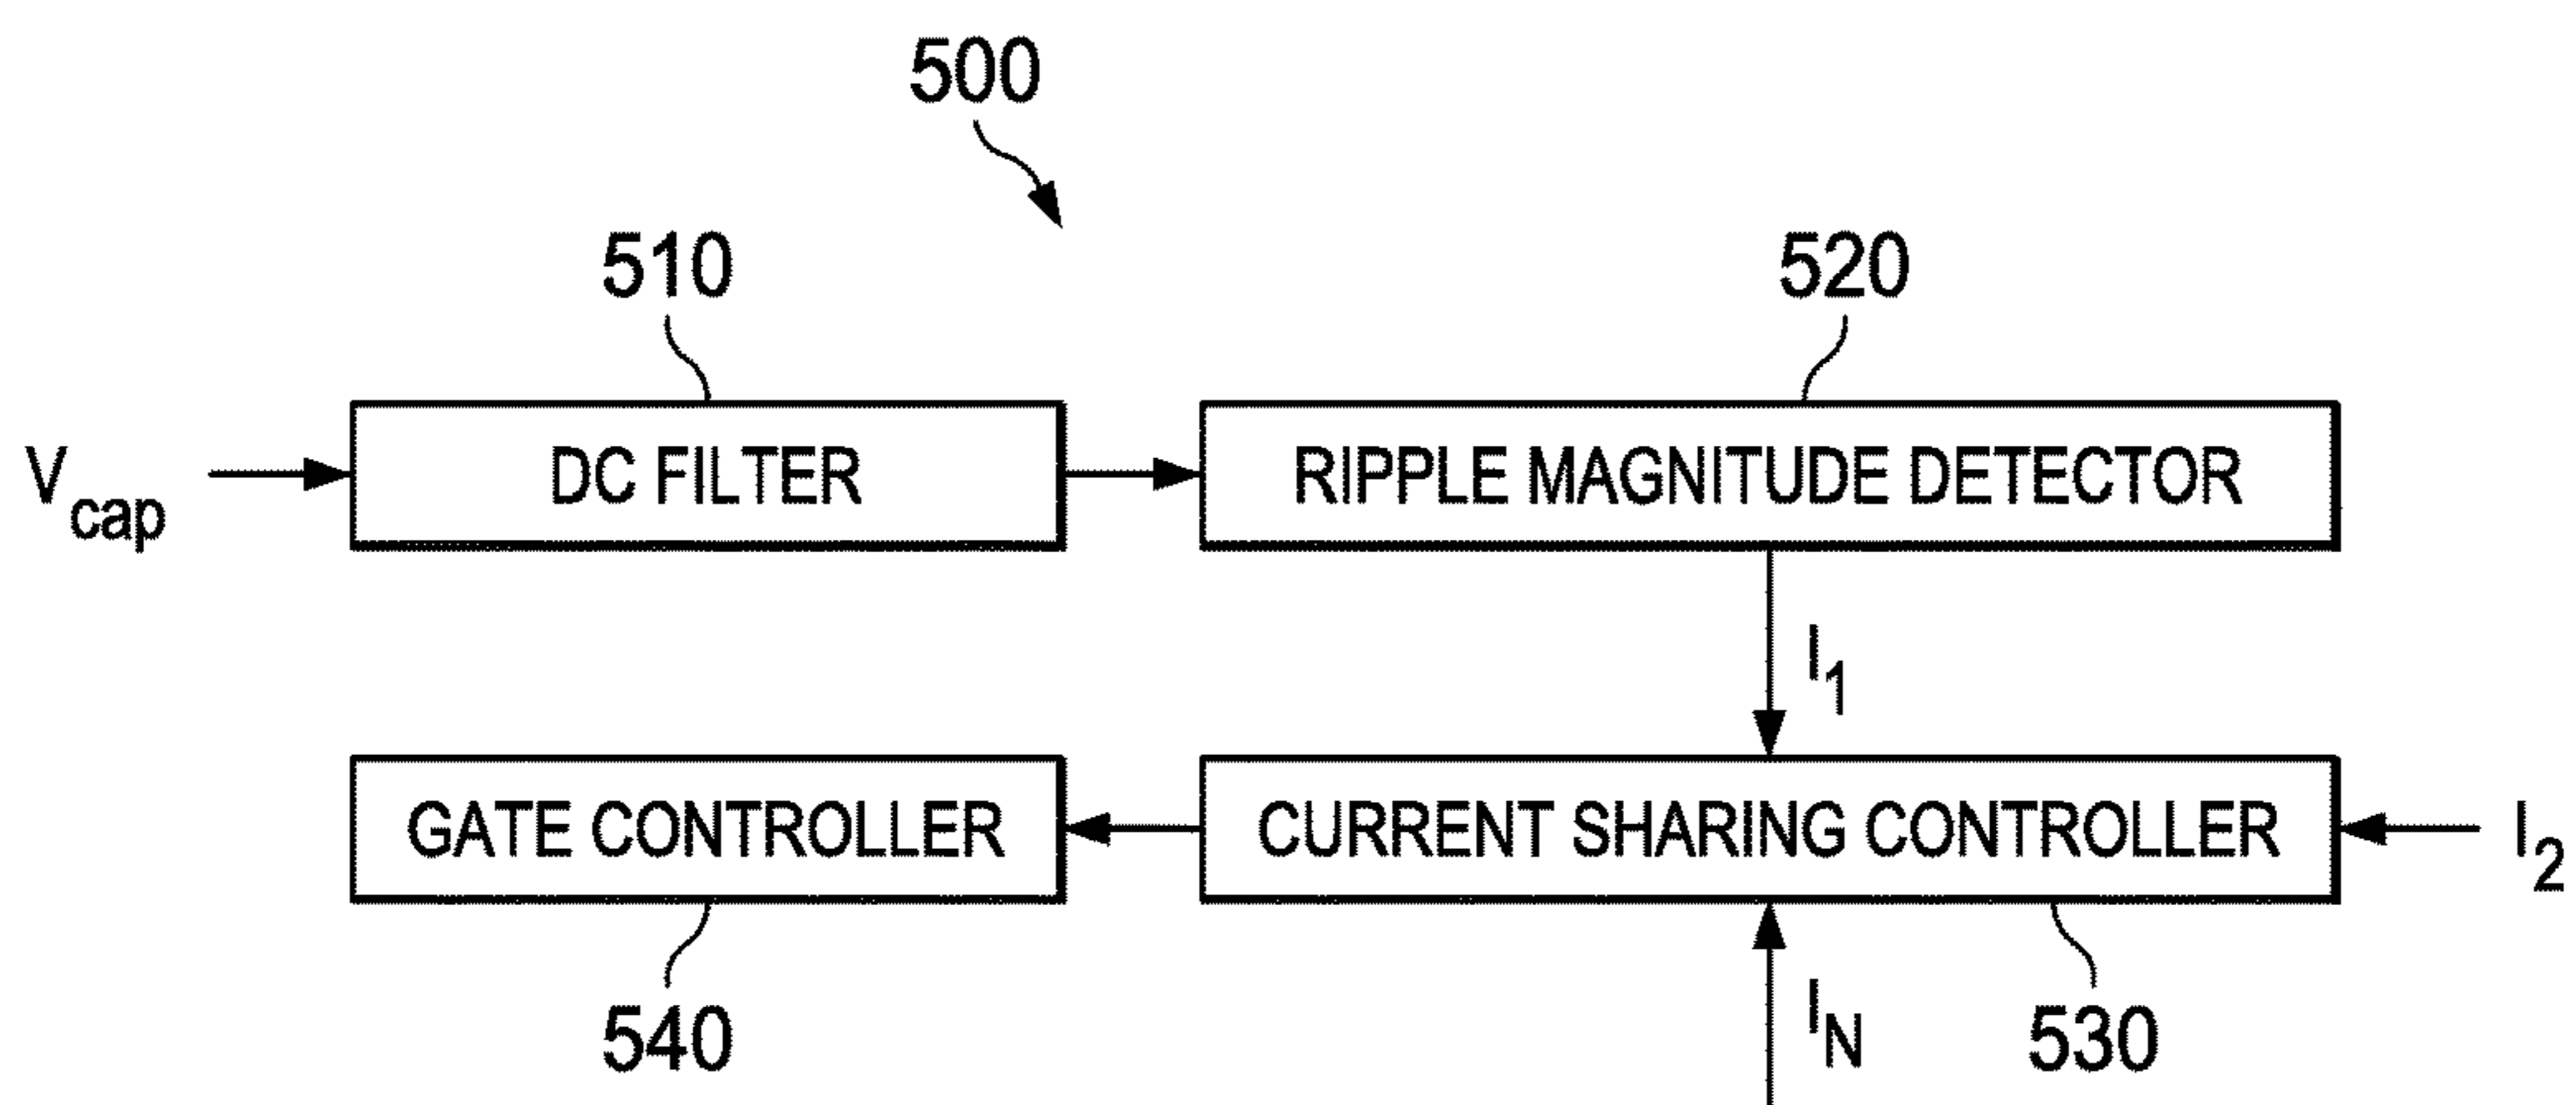 500
510
520
Vcap
DC FILTER
RIPPLE MAGNITUDE DETECTOR
I1
GATE CONTROLLER
CURRENT SHARING CONTROLLER
I2
540
IN
530